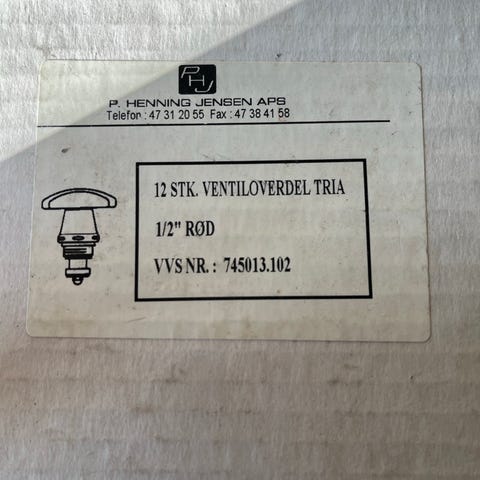 PHJ
P. HENNING JENSEN APS
Telefon : 47 31 20 55 Fax : 47 38 41 58
12 STK. VENTILOVERDEL TRIA
1/2" RØD
VVS NR. : 745013.102